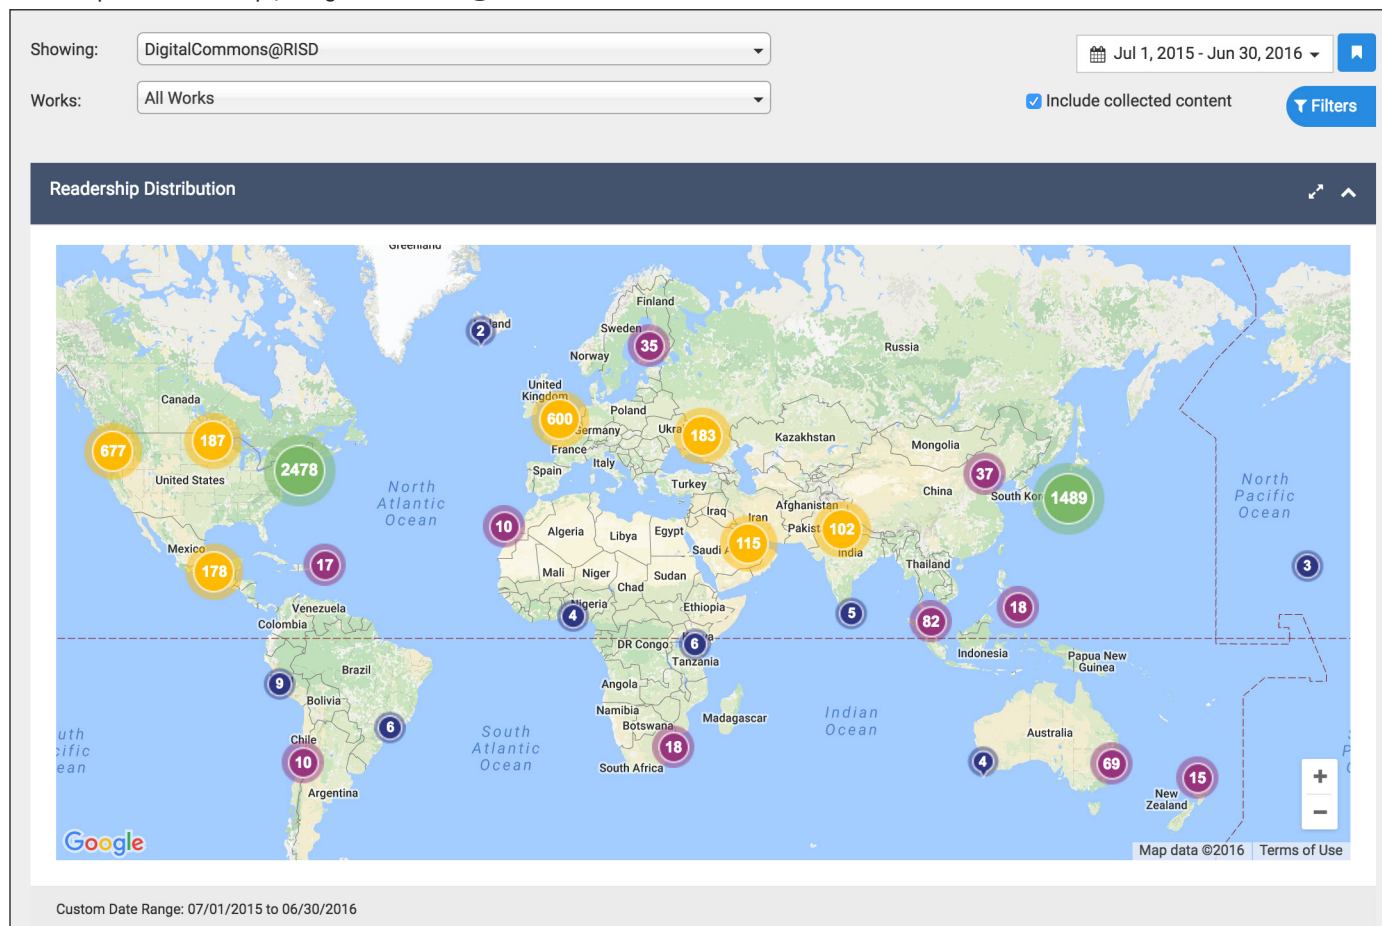 Showing:
DigitalCommons@RISD
Jul 1, 2015 - Jun 30, 2016
Works:
All Works
Include collected content
Filters
Readership Distribution
Greenland
2
Finland
Sweden
35
Norway
Russia
Canada
United
Kingdom
600
Poland
Germany
183
Kazakhstan
Mongolia
677
187
2478
United States
France
Italy
Spain
Turkey
37
China
South Kor
1489
North
Atlantic
Ocean
North
Pacific
Ocean
10
Iraq
Iran
Afghanistan
Pakist
102
India
Algeria
Libya
Egypt
Saudi
115
Mexico
178
17
Mali
Niger
Chad
Sudan
Thailand
3
Venezuela
Colombia
Nigeria
4
Ethiopia
5
82
18
DR Congo
6
Tanzania
Indonesia
Papua New
Guinea
9
Brazil
Bolivia
Angola
Namibia
Botswana
Madagascar
Indian
Ocean
6
South
Atlantic
Ocean
Chile
10
18
South Africa
Australia
4
69
15
New
Zealand
Argentina
uth
ific
ean
+
−
Google
Map data ©2016
Terms of Use
Custom Date Range: 07/01/2015 to 06/30/2016